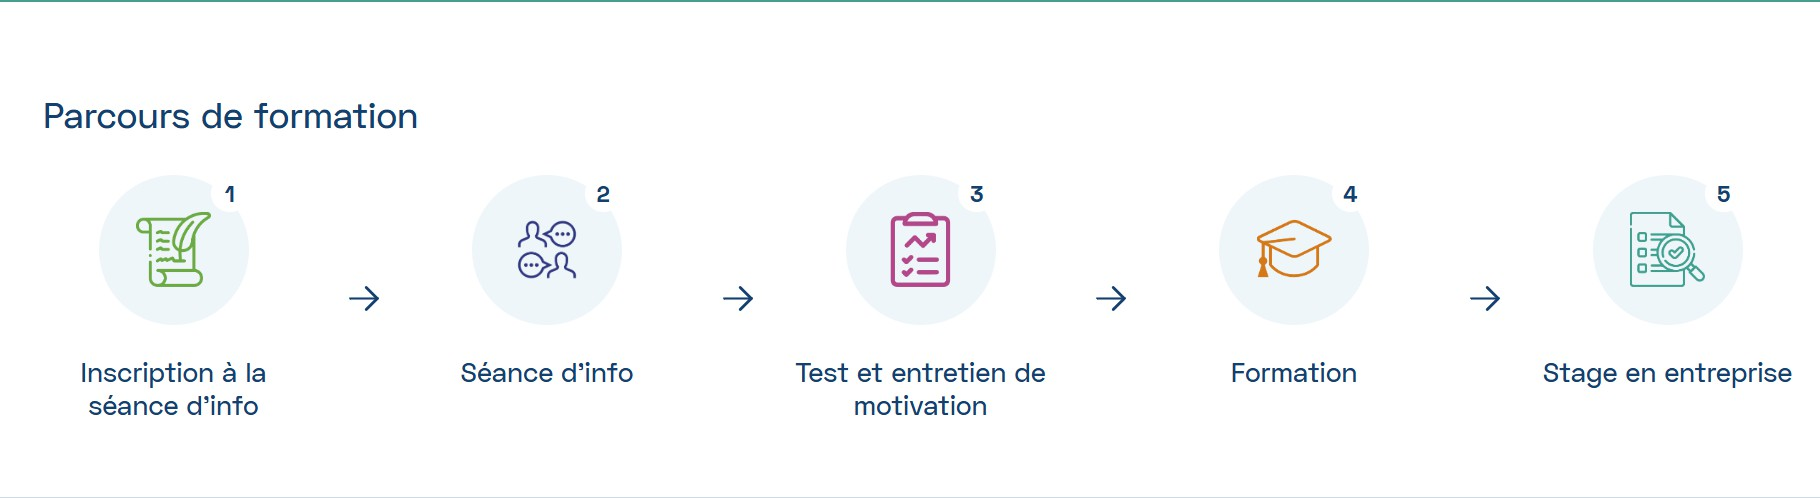 Parcours de formation
1
2
3
4
5
Inscription à la
séance d’info
Séance d’info
Test et entretien de
motivation
Formation
Stage en entreprise